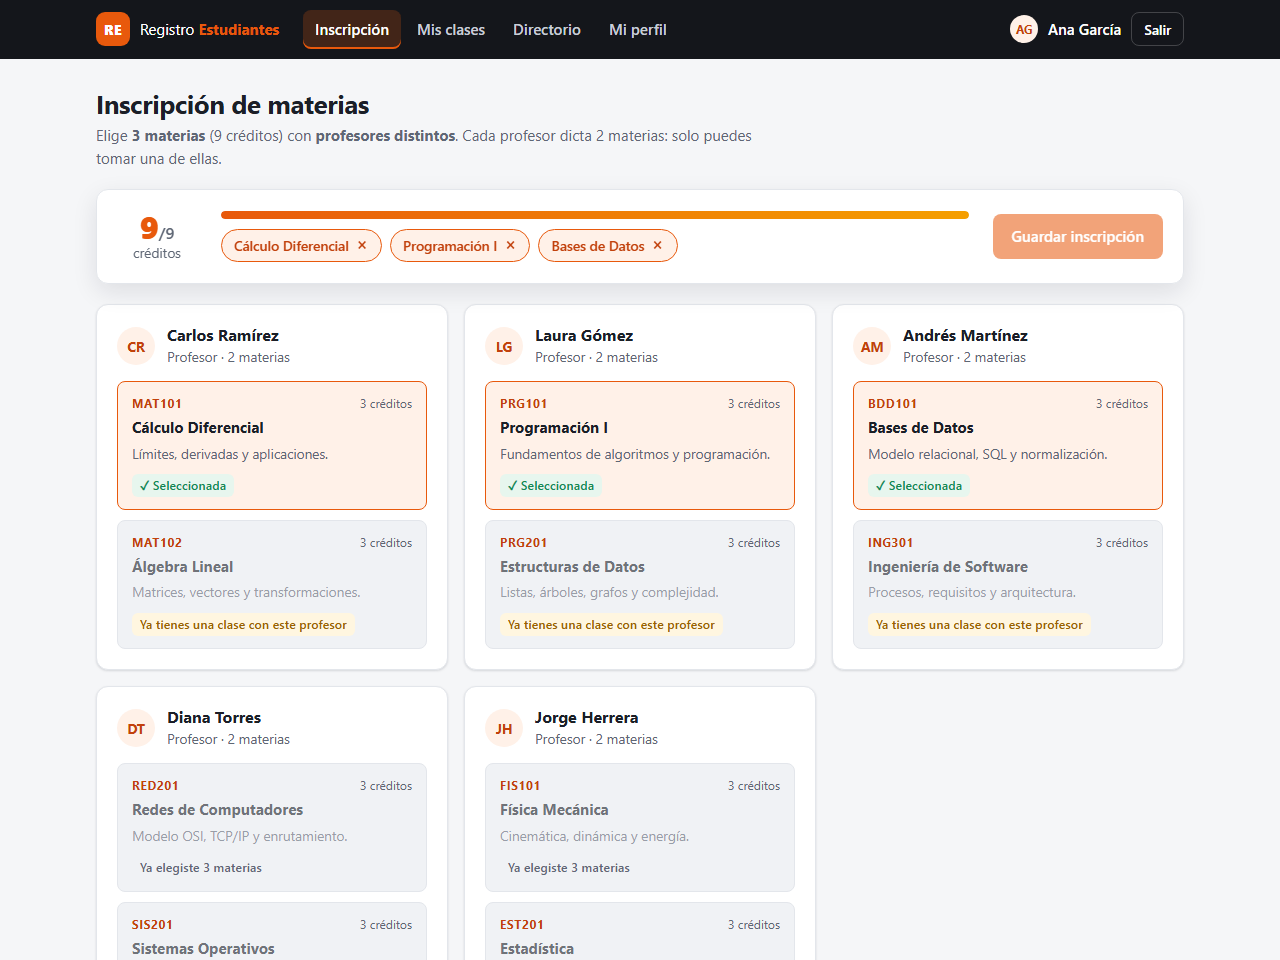 RE Registro Estudiantes Inscripción Mis clases Directorio Mi perfil AG Ana García Salir
Inscripción de materias
Elige 3 materias (9 créditos) con profesores distintos. Cada profesor dicta 2 materias: solo puedes
tomar una de ellas.
9/9
créditos
Cálculo Diferencial ✕ Programación I ✕ Bases de Datos ✕
Guardar inscripción
CR Carlos Ramírez
Profesor · 2 materias
MAT101 3 créditos
Cálculo Diferencial
Límites, derivadas y aplicaciones.
✓ Seleccionada
MAT102 3 créditos
Álgebra Lineal
Matrices, vectores y transformaciones.
Ya tienes una clase con este profesor
LG Laura Gómez
Profesor · 2 materias
PRG101 3 créditos
Programación I
Fundamentos de algoritmos y programación.
✓ Seleccionada
PRG201 3 créditos
Estructuras de Datos
Listas, árboles, grafos y complejidad.
Ya tienes una clase con este profesor
AM Andrés Martínez
Profesor · 2 materias
BDD101 3 créditos
Bases de Datos
Modelo relacional, SQL y normalización.
✓ Seleccionada
ING301 3 créditos
Ingeniería de Software
Procesos, requisitos y arquitectura.
Ya tienes una clase con este profesor
DT Diana Torres
Profesor · 2 materias
RED201 3 créditos
Redes de Computadores
Modelo OSI, TCP/IP y enrutamiento.
Ya elegiste 3 materias
SIS201 3 créditos
Sistemas Operativos
JH Jorge Herrera
Profesor · 2 materias
FIS101 3 créditos
Física Mecánica
Cinemática, dinámica y energía.
Ya elegiste 3 materias
EST201 3 créditos
Estadística